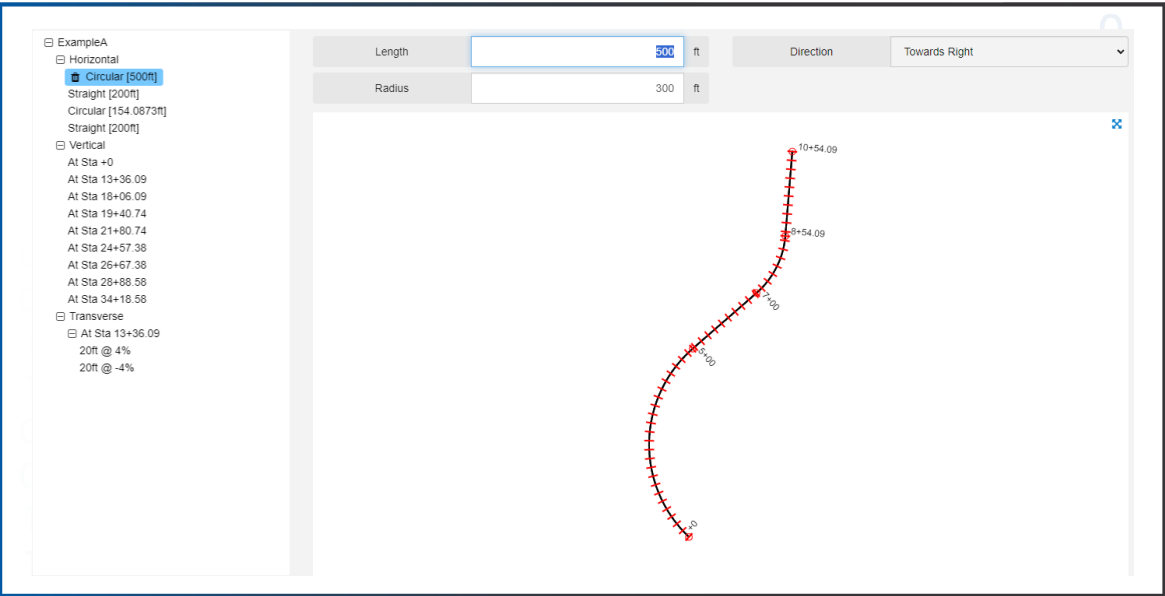 ExampleA
Horizontal
Circular [500ft]
Straight [200ft]
Circular [154.0873ft]
Straight [200ft]
Vertical
At Sta +0
At Sta 13+36.09
At Sta 18+06.09
At Sta 19+40.74
At Sta 21+80.74
At Sta 24+57.38
At Sta 26+67.38
At Sta 28+88.58
At Sta 34+18.58
Transverse
At Sta 13+36.09
20ft @ 4%
20ft @ -4%
Length 500 ft Direction Towards Right
Radius 300 ft
10+54.09
8+54.09
7+00
5+00
+0